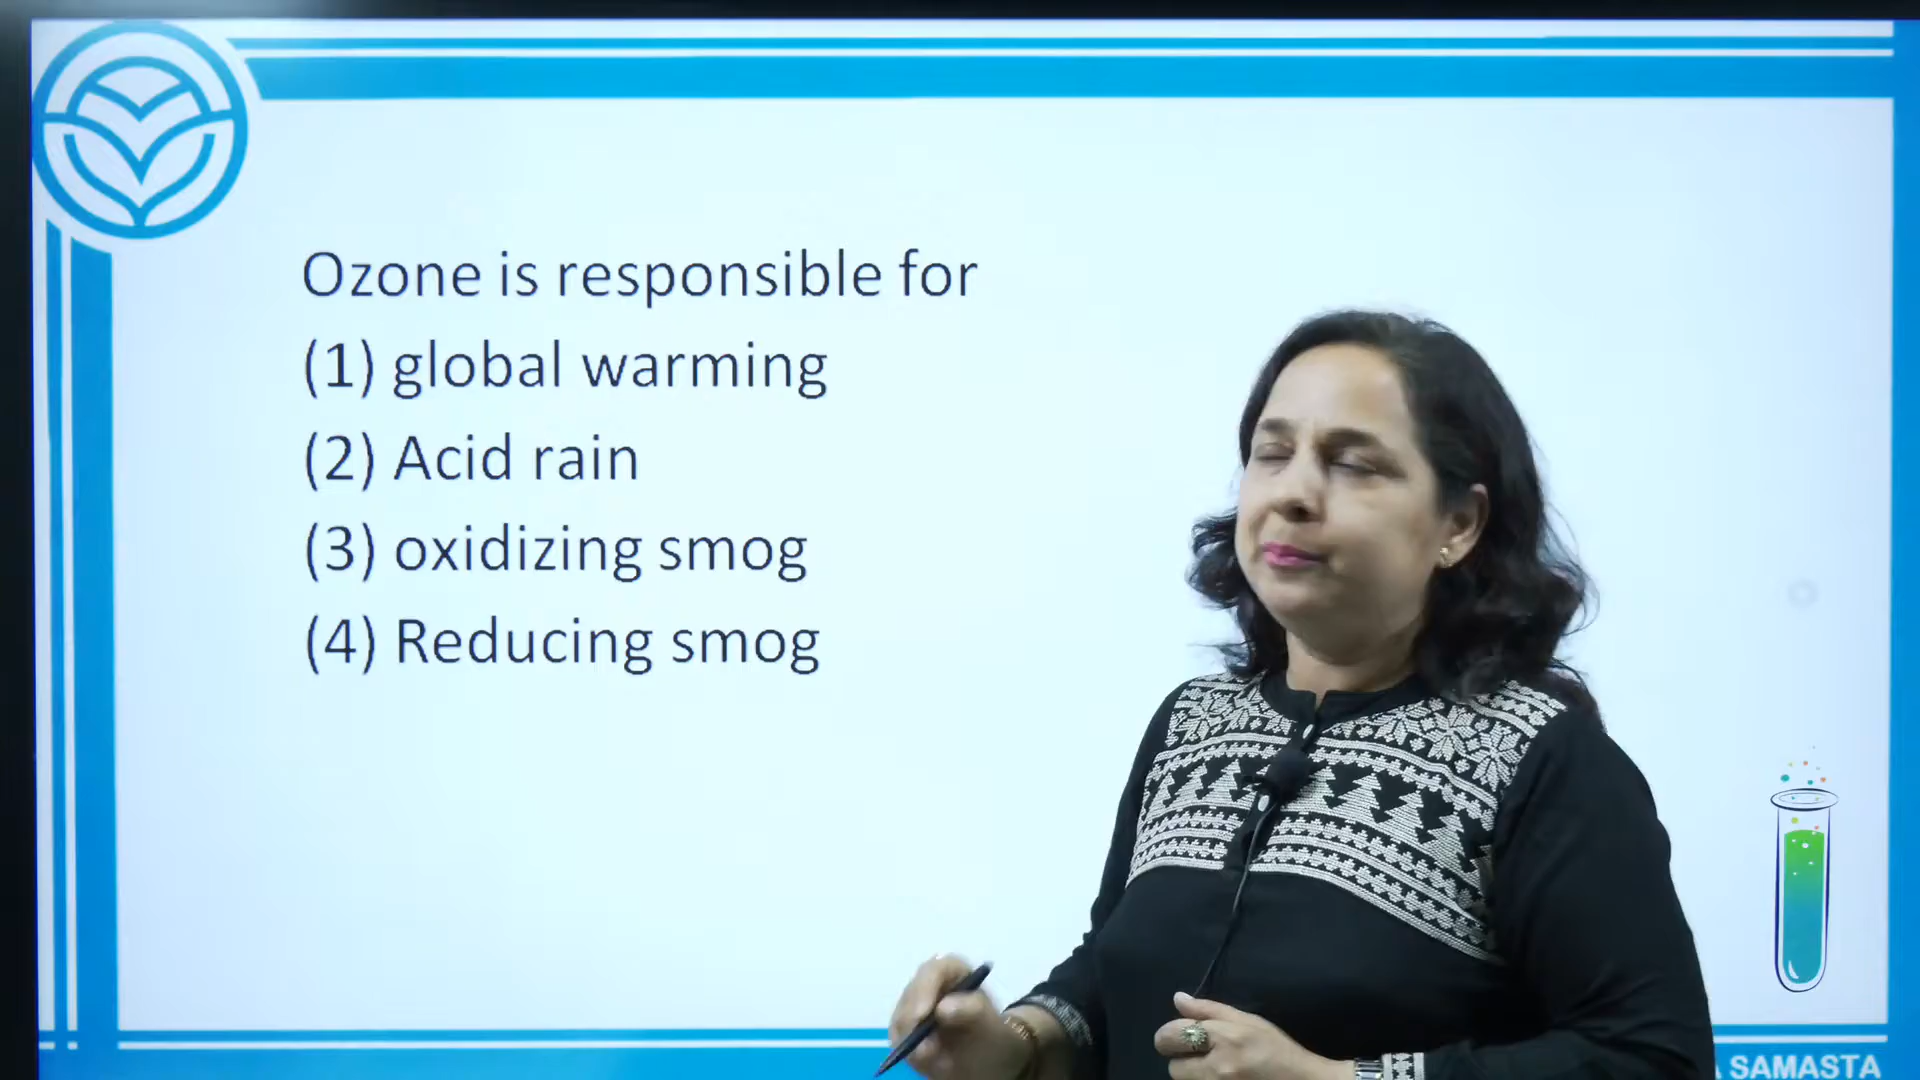 Ozone is responsible for
(1) global warming
(2) Acid rain
(3) oxidizing smog
(4) Reducing smog
SAMASTA